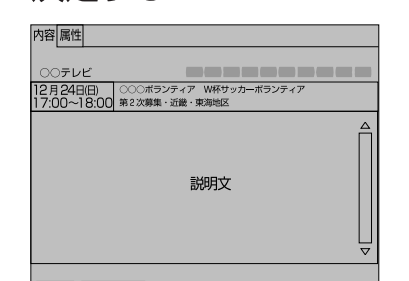 内容 属性
○○テレビ
12月24日(日)
17:00~18:00
○○○ボランティア W杯サッカーボランティア
第2次募集・近畿・東海地区
説明文